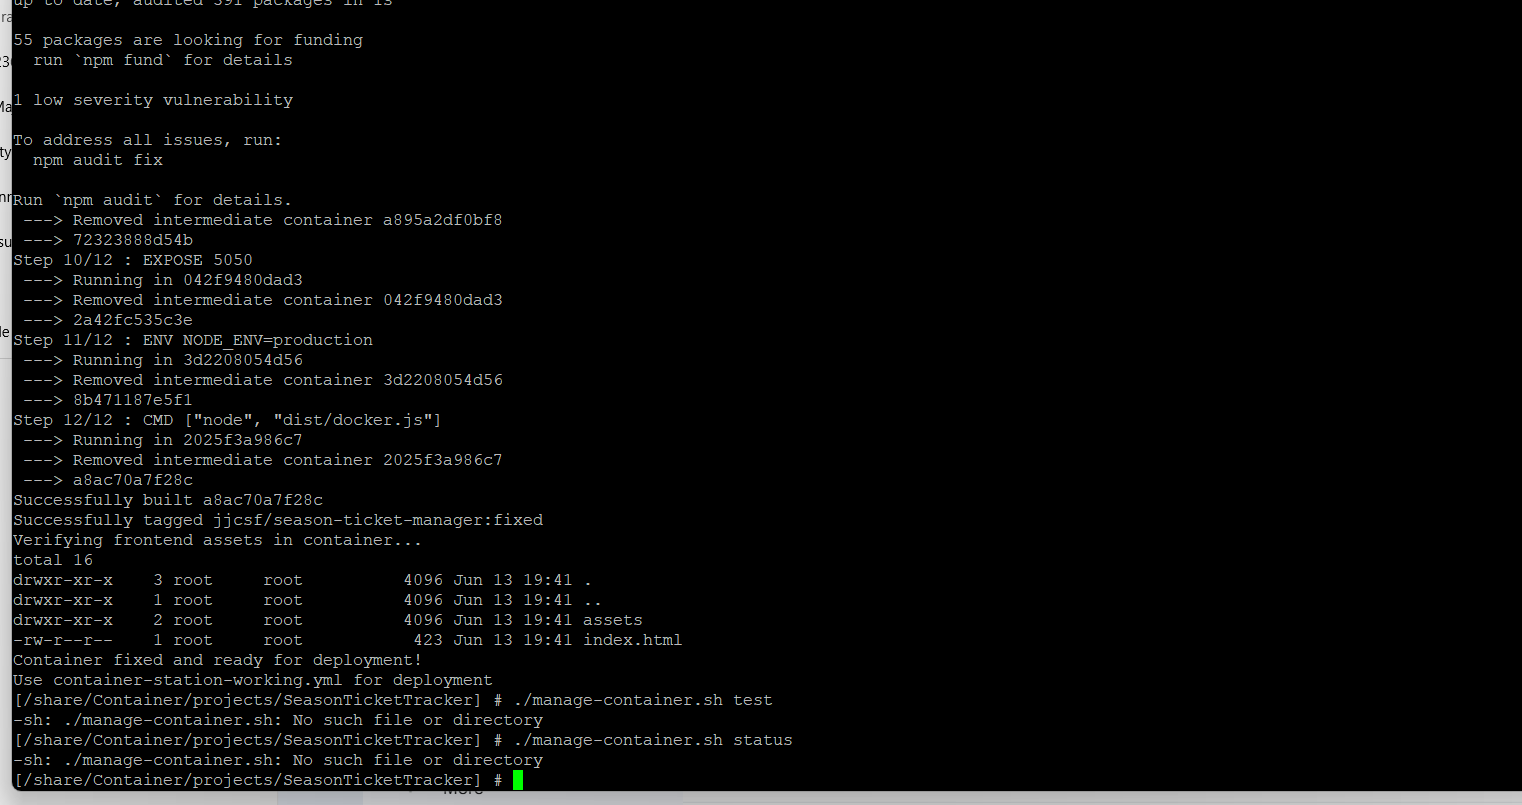 up to date, audited 391 packages in 1s
55 packages are looking for funding
  run `npm fund` for details
1 low severity vulnerability
To address all issues, run:
  npm audit fix
Run `npm audit` for details.
 ---> Removed intermediate container a895a2df0bf8
 ---> 72323888d54b
Step 10/12 : EXPOSE 5050
 ---> Running in 042f9480dad3
 ---> Removed intermediate container 042f9480dad3
 ---> 2a42fc535c3e
Step 11/12 : ENV NODE_ENV=production
 ---> Running in 3d2208054d56
 ---> Removed intermediate container 3d2208054d56
 ---> 8b471187e5f1
Step 12/12 : CMD ["node", "dist/docker.js"]
 ---> Running in 2025f3a986c7
 ---> Removed intermediate container 2025f3a986c7
 ---> a8ac70a7f28c
Successfully built a8ac70a7f28c
Successfully tagged jjcsf/season-ticket-manager:fixed
Verifying frontend assets in container...
total 16
drwxr-xr-x    3 root     root          4096 Jun 13 19:41 .
drwxr-xr-x    1 root     root          4096 Jun 13 19:41 ..
drwxr-xr-x    2 root     root          4096 Jun 13 19:41 assets
-rw-r--r--    1 root     root           423 Jun 13 19:41 index.html
Container fixed and ready for deployment!
Use container-station-working.yml for deployment
[/share/Container/projects/SeasonTicketTracker] # ./manage-container.sh test
-sh: ./manage-container.sh: No such file or directory
[/share/Container/projects/SeasonTicketTracker] # ./manage-container.sh status
-sh: ./manage-container.sh: No such file or directory
[/share/Container/projects/SeasonTicketTracker] #